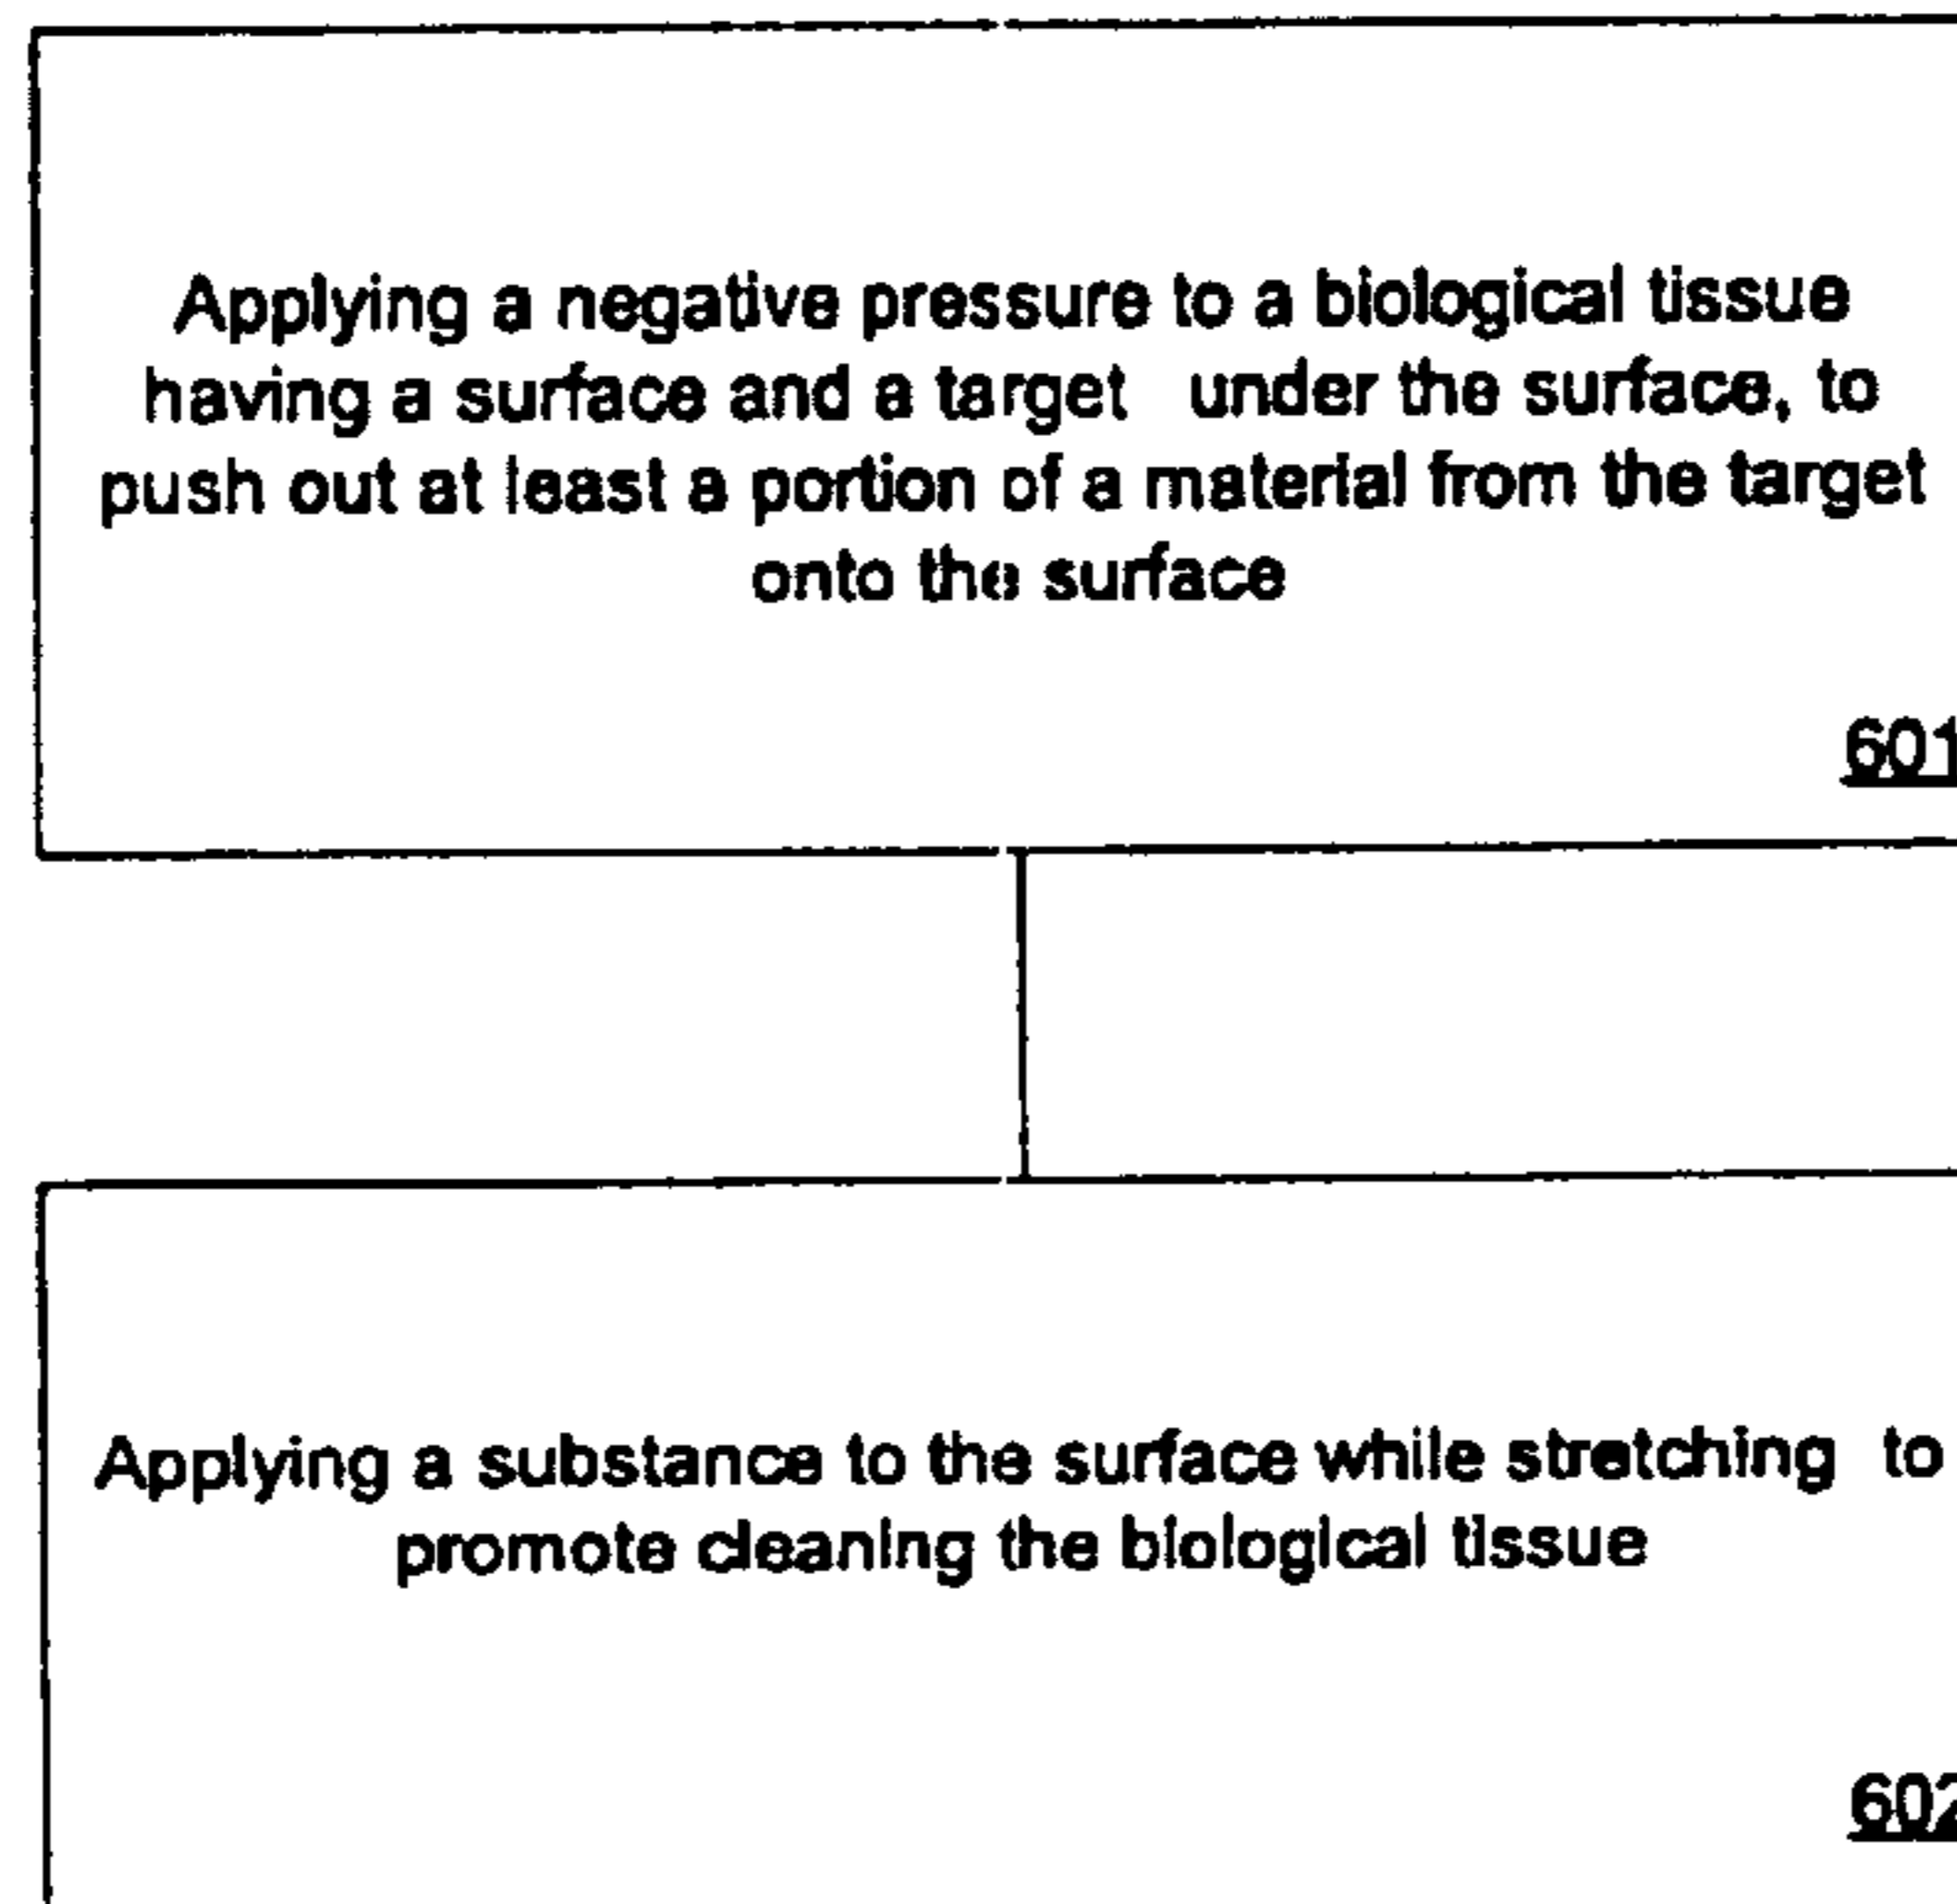 Applying a negative pressure to a biological tissue
having a surface and a target under the surface, to
push out at least a portion of a material from the target
onto the surface
601
Applying a substance to the surface while stretching to
promote cleaning the biological tissue
602